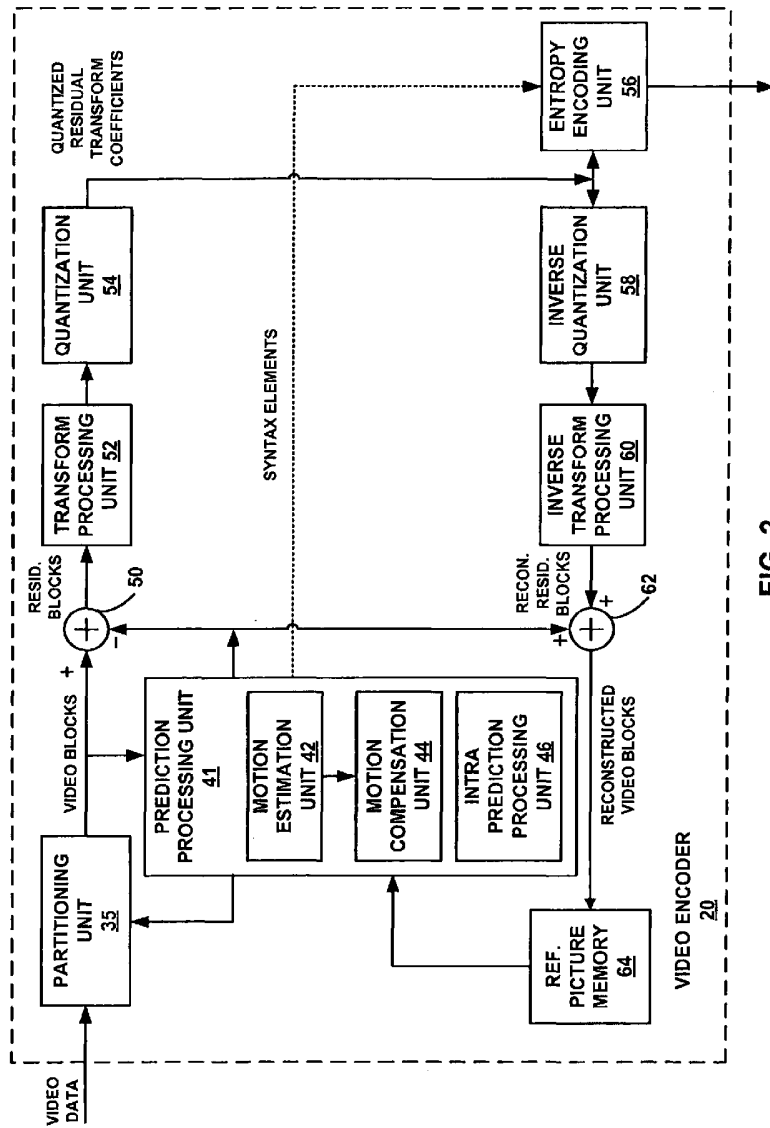 VIDEO
DATA
PARTITIONING
UNIT
35
VIDEO BLOCKS
+
-
+
50
RESID.
BLOCKS
TRANSFORM
PROCESSING
UNIT 52
QUANTIZATION
UNIT
54
QUANTIZED
RESIDUAL
TRANSFORM
COEFFICIENTS
PREDICTION
PROCESSING UNIT
41
MOTION
ESTIMATION
UNIT 42
MOTION
COMPENSATION
UNIT 44
INTRA
PREDICTION
PROCESSING
UNIT 46
SYNTAX ELEMENTS
REF.
PICTURE
MEMORY
64
RECONSTRUCTED
VIDEO BLOCKS
+
+
+
62
RECON.
RESID.
BLOCKS
INVERSE
TRANSFORM
PROCESSING
UNIT 60
INVERSE
QUANTIZATION
UNIT
58
ENTROPY
ENCODING
UNIT
56
VIDEO ENCODER
20
FIG. 2